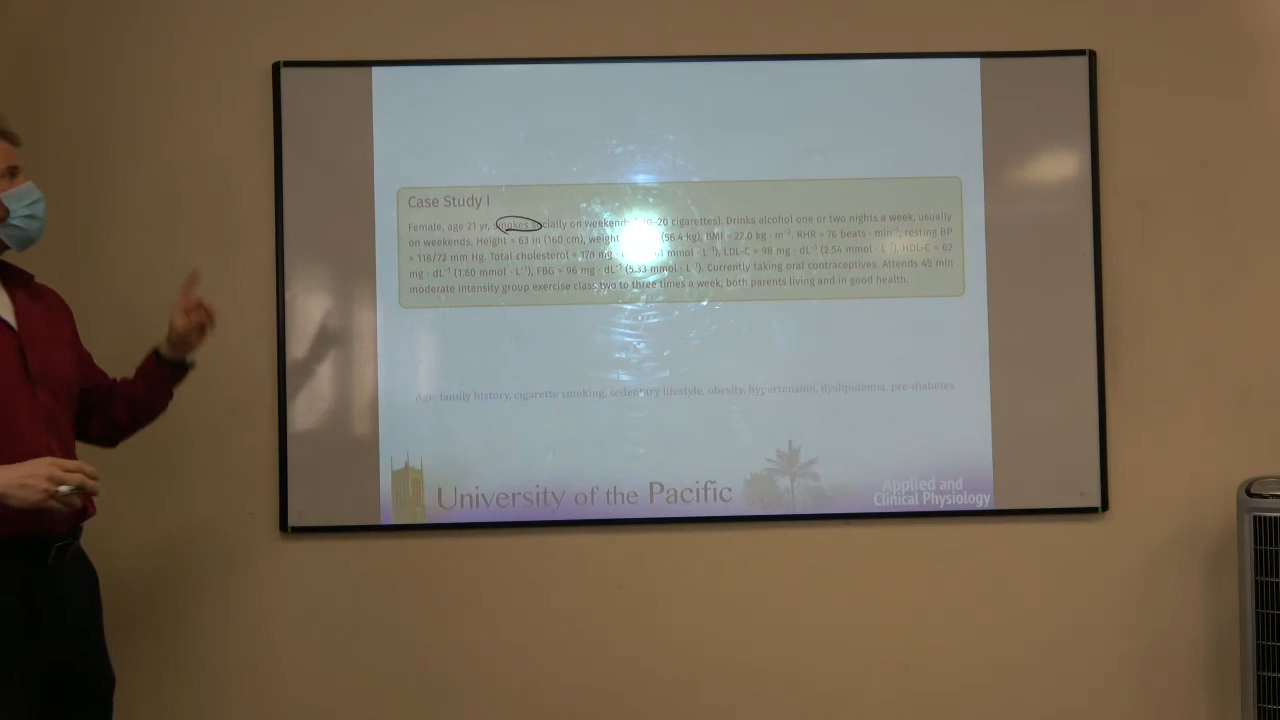 Case Study I
Female, age 21 yr, smokes socially on weekends (10–20 cigarettes). Drinks alcohol one or two nights a week, usually
on weekends. Height = 63 in (160 cm), weight (56.4 kg), BMI = 22.0 kg · m⁻². RHR = 76 beats · min⁻¹, resting BP
= 118/72 mm Hg. Total cholesterol = 178 mg · mmol · L⁻¹), LDL-C = 98 mg · dL⁻¹ (2.54 mmol · L⁻¹), HDL-C = 62
mg · dL⁻¹ (1.60 mmol · L⁻¹), FBG = 96 mg · dL⁻¹ (5.33 mmol · L⁻¹). Currently taking oral contraceptives. Attends 45 min
moderate intensity group exercise class two to three times a week; both parents living and in good health.
Age, family history, cigarette smoking, sedentary lifestyle, obesity, hypertension, dyslipidemia, pre-diabetes
University of the Pacific
Applied and
Clinical Physiology